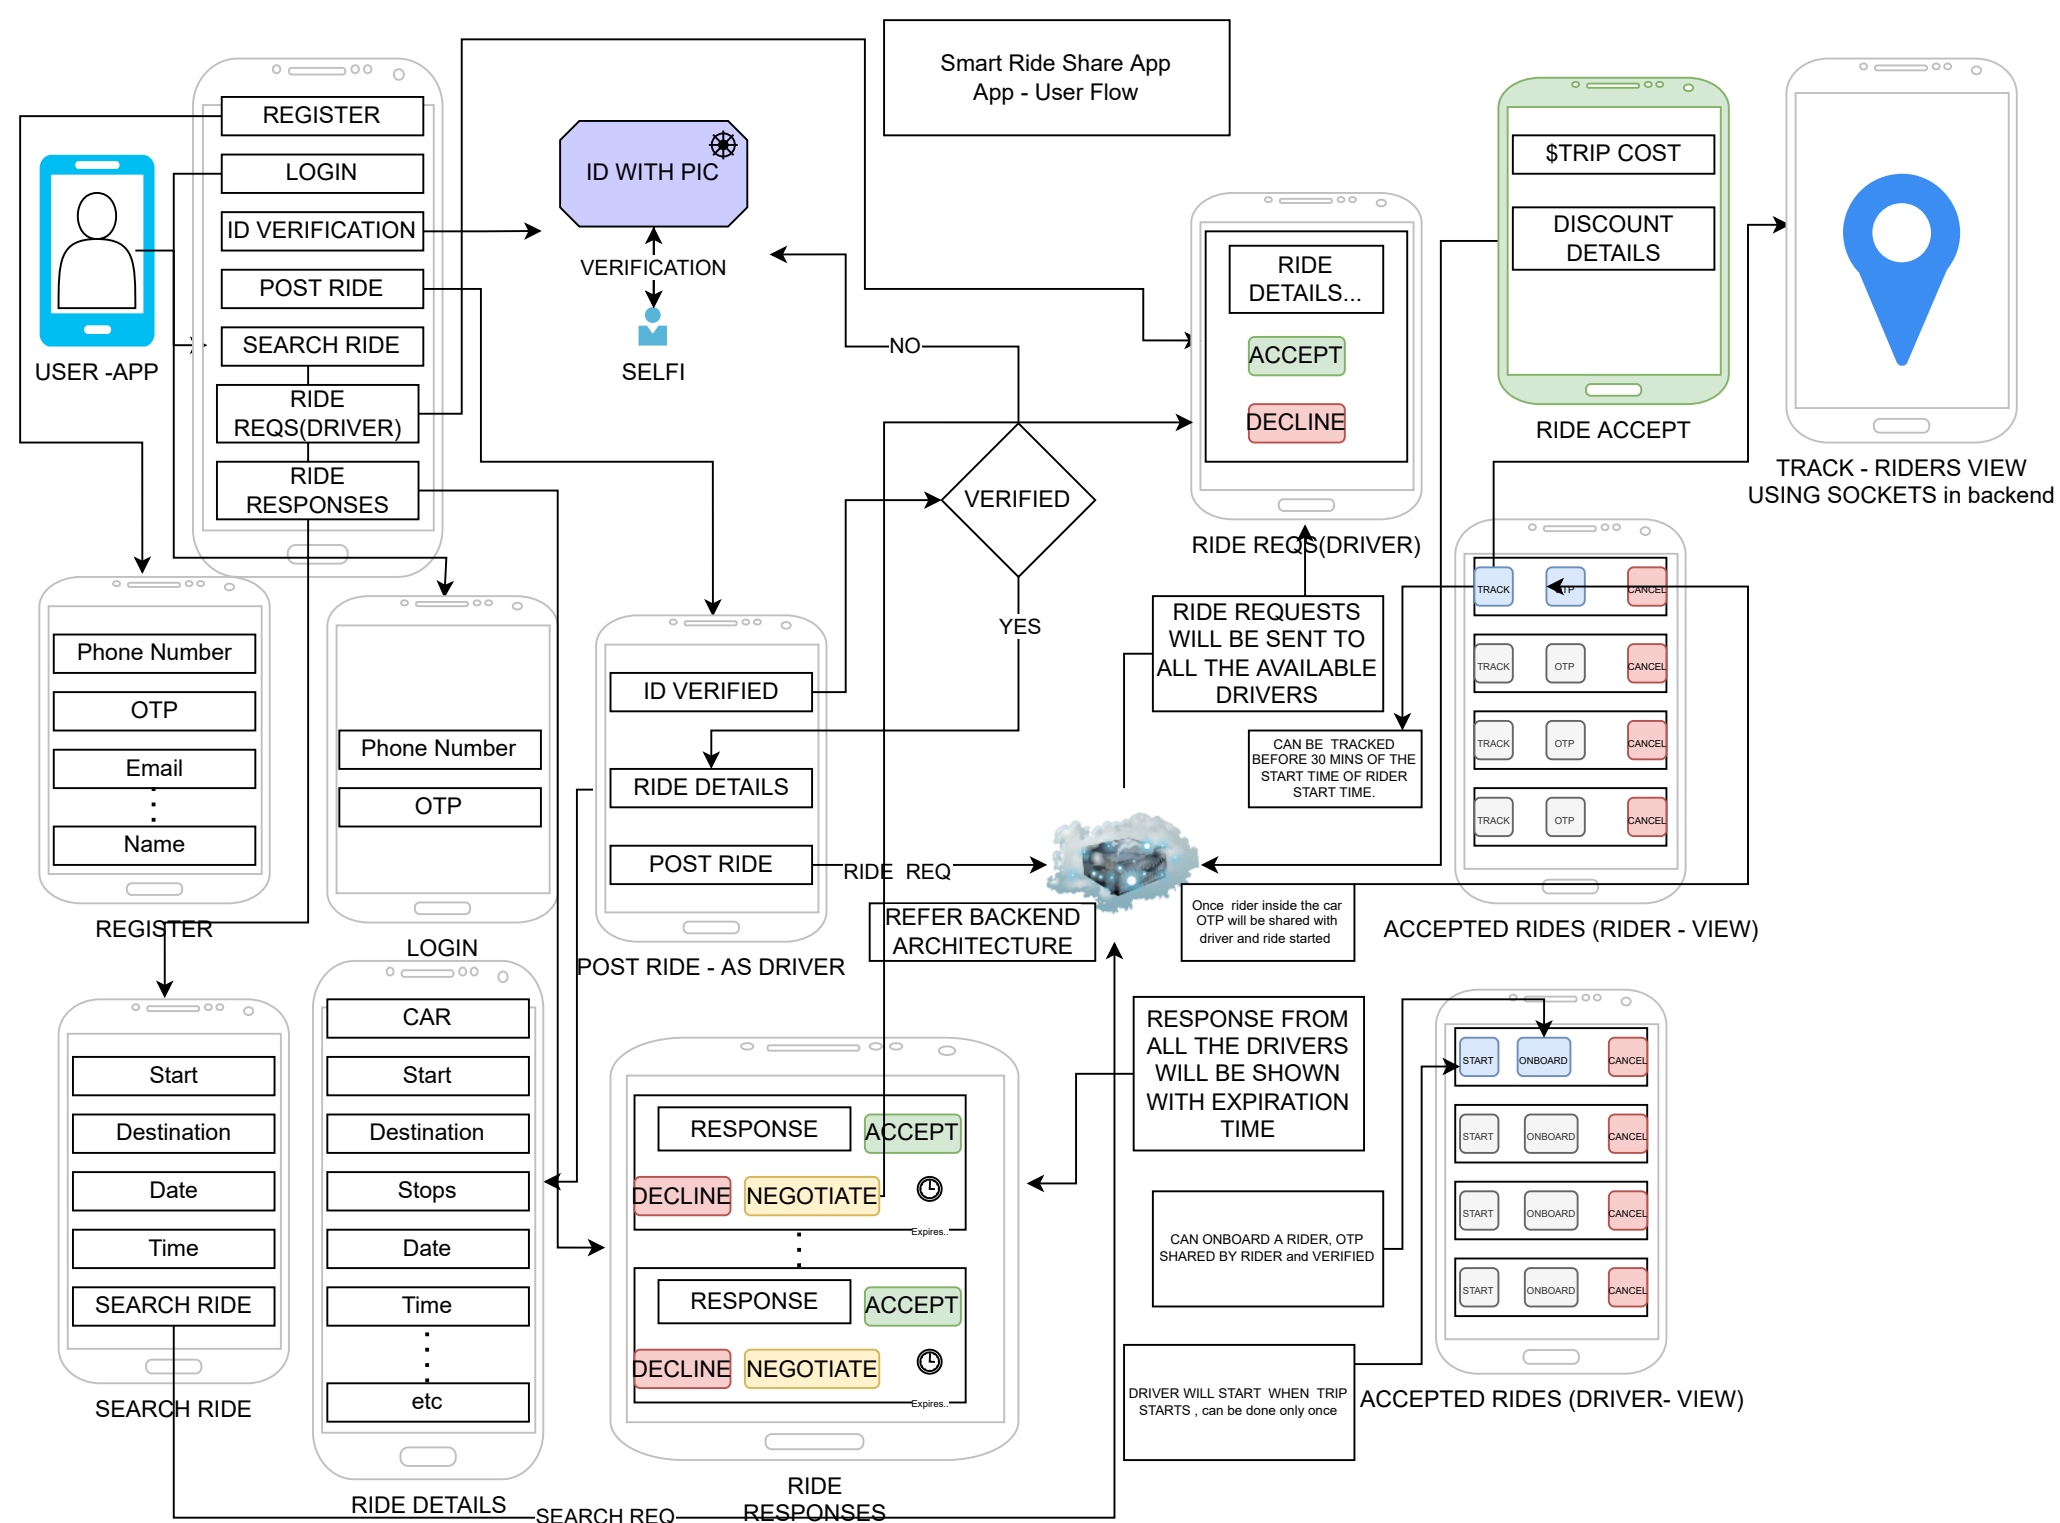 Smart Ride Share App
App - User Flow
REGISTER
LOGIN
ID VERIFICATION
POST RIDE
SEARCH RIDE
RIDE
REQS(DRIVER)
RIDE
RESPONSES
USER -APP
ID WITH PIC
VERIFICATION
SELFI
NO
VERIFIED
YES
RIDE
DETAILS...
ACCEPT
DECLINE
RIDE REQS(DRIVER)
$TRIP COST
DISCOUNT
DETAILS
RIDE ACCEPT
TRACK - RIDERS VIEW
USING SOCKETS in backend
Phone Number
OTP
Email
Name
REGISTER
Phone Number
OTP
LOGIN
ID VERIFIED
RIDE DETAILS
POST RIDE
POST RIDE - AS DRIVER
RIDE REQ
REFER BACKEND
ARCHITECTURE
RIDE REQUESTS
WILL BE SENT TO
ALL THE AVAILABLE
DRIVERS
CAN BE TRACKED
BEFORE 30 MINS OF THE
START TIME OF RIDER
START TIME.
Once rider inside the car
OTP will be shared with
driver and ride started
TRACK OTP CANCEL
TRACK OTP CANCEL
TRACK OTP CANCEL
TRACK OTP CANCEL
ACCEPTED RIDES (RIDER - VIEW)
Start
Destination
Date
Time
SEARCH RIDE
SEARCH RIDE
CAR
Start
Destination
Stops
Date
Time
etc
RIDE DETAILS
SEARCH REQ
RESPONSE
ACCEPT
DECLINE
NEGOTIATE
Expires..
RESPONSE
ACCEPT
DECLINE
NEGOTIATE
Expires..
RIDE
RESPONSES
RESPONSE FROM
ALL THE DRIVERS
WILL BE SHOWN
WITH EXPIRATION
TIME
CAN ONBOARD A RIDER, OTP
SHARED BY RIDER and VERIFIED
DRIVER WILL START WHEN TRIP
STARTS , can be done only once
START ONBOARD CANCEL
START ONBOARD CANCEL
START ONBOARD CANCEL
START ONBOARD CANCEL
ACCEPTED RIDES (DRIVER- VIEW)